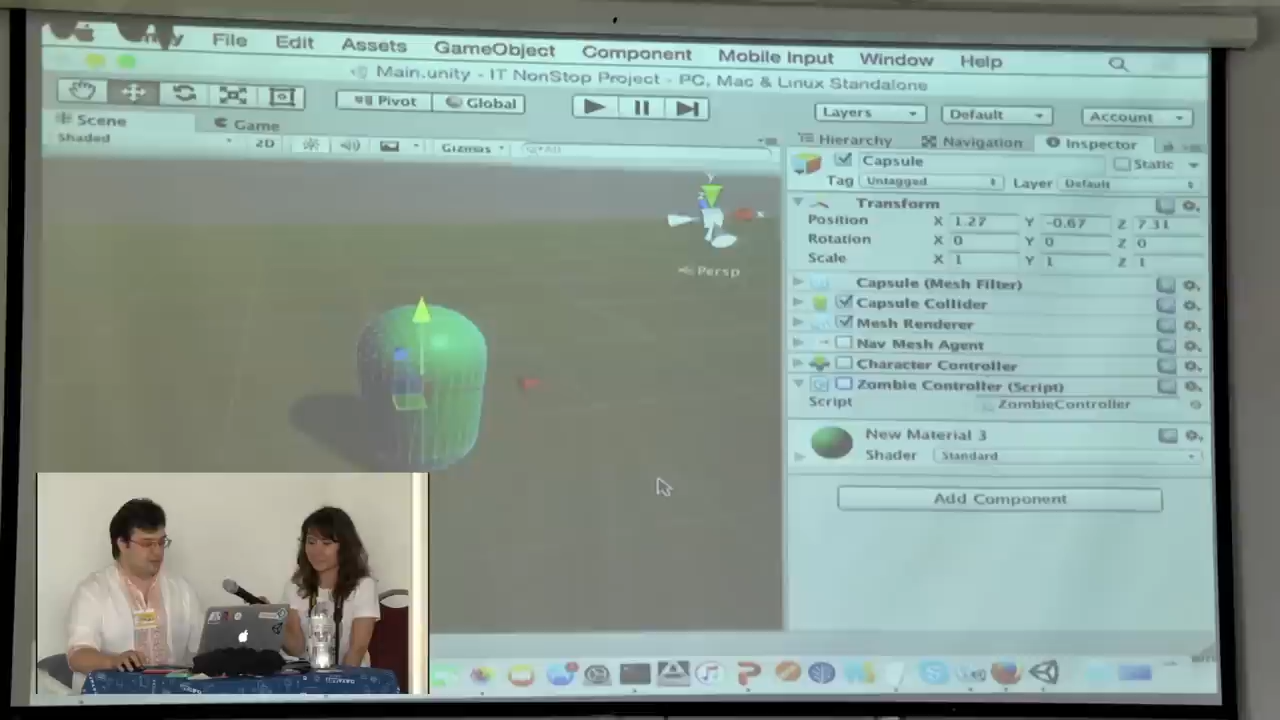 Unity File Edit Assets GameObject Component Mobile Input Window Help
Main.unity - IT NonStop Project - PC, Mac & Linux Standalone
Pivot Global Layers Default Account
Scene Game Hierarchy Navigation Inspector
Shaded 2D Gizmos All
Capsule Static
Tag Untagged Layer Default
Transform
Position X 1.27 Y -0.67 Z 7.31
Rotation X 0 Y 0 Z 0
Scale X 1 Y 1 Z 1
y
x
Persp
Capsule (Mesh Filter)
Capsule Collider
Mesh Renderer
Nav Mesh Agent
Character Controller
Zombie Controller (Script)
Script ZombieController
New Material 3
Shader Standard
Add Component